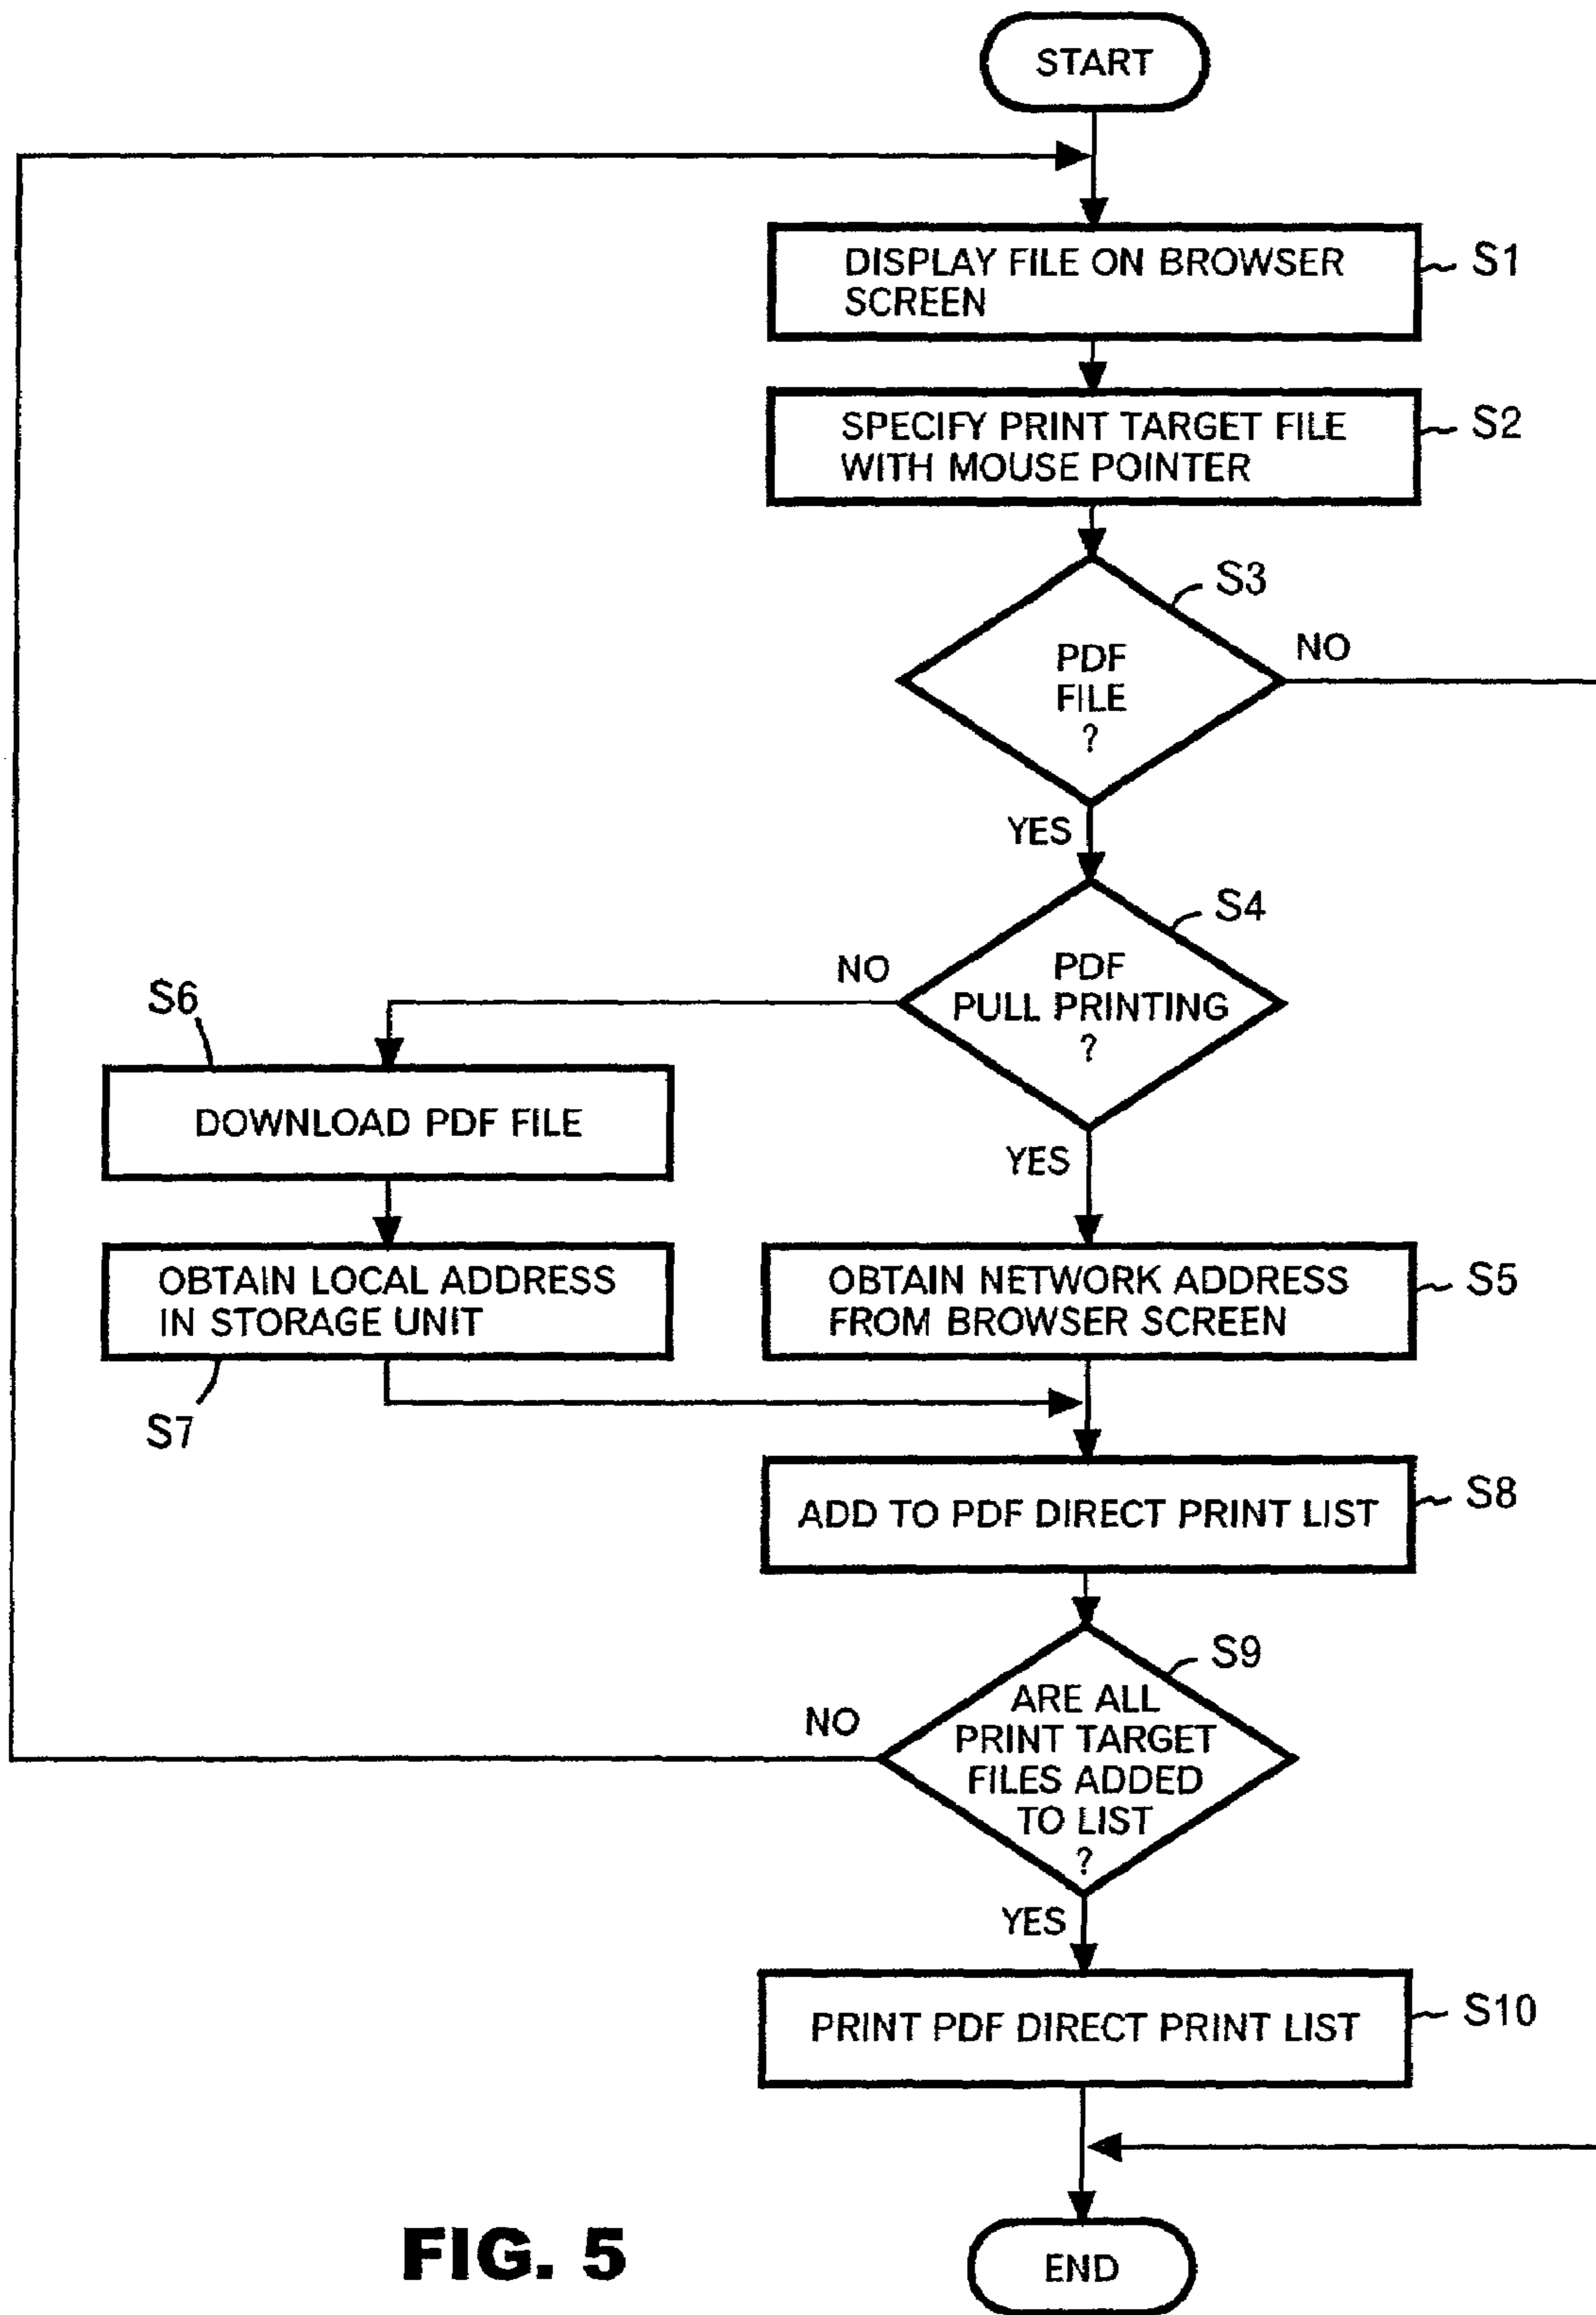 START
DISPLAY FILE ON BROWSER
SCREEN
S1
SPECIFY PRINT TARGET FILE
WITH MOUSE POINTER
S2
S3
PDF
FILE
?
NO
YES
S4
PDF
PULL PRINTING
?
NO
YES
S6
DOWNLOAD PDF FILE
OBTAIN LOCAL ADDRESS
IN STORAGE UNIT
S7
OBTAIN NETWORK ADDRESS
FROM BROWSER SCREEN
S5
ADD TO PDF DIRECT PRINT LIST
S8
S9
ARE ALL
PRINT TARGET
FILES ADDED
TO LIST
?
NO
YES
PRINT PDF DIRECT PRINT LIST
S10
END
FIG. 5